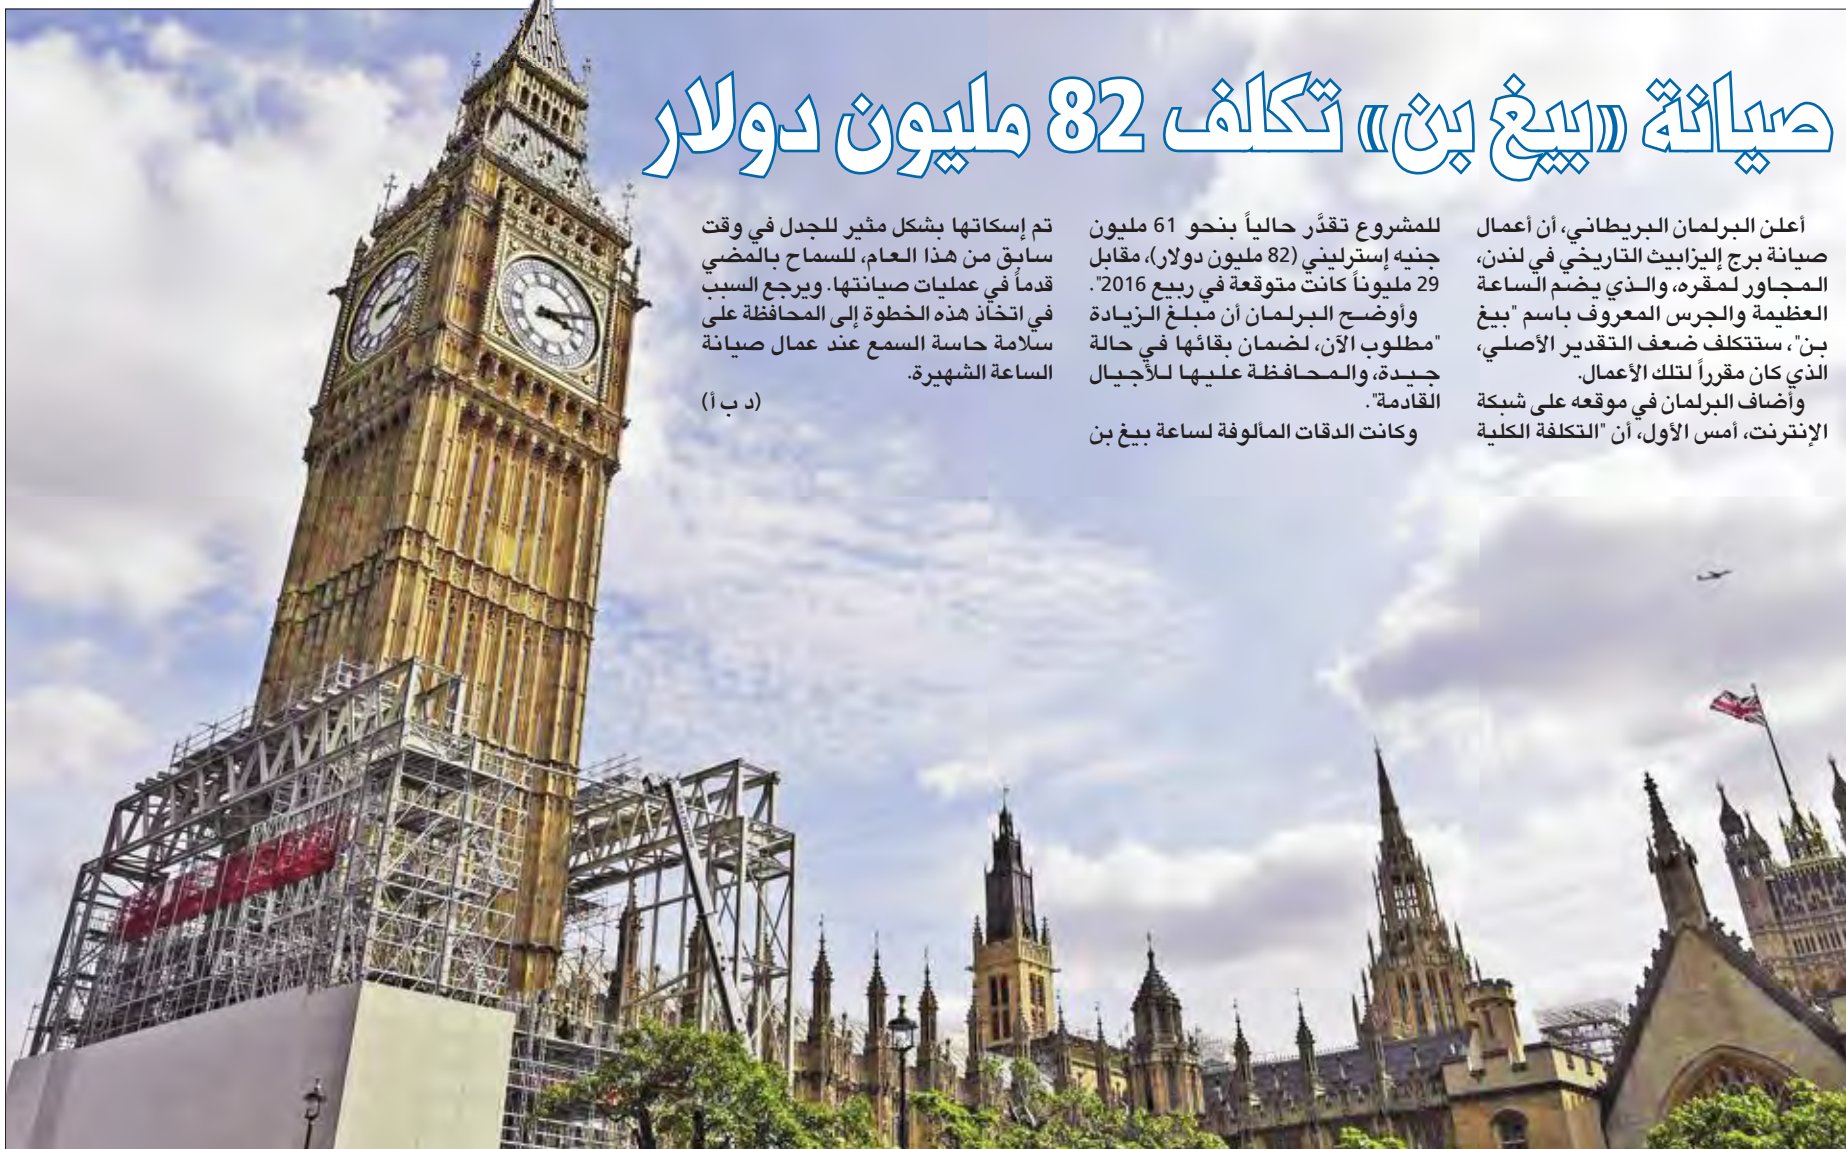 صيانة «بيغ بن» تكلف 82 مليون دولار
أعلن البرلمان البريطاني، أن أعمال
صيانة برج إليزابيث التاريخي في لندن،
المجاور لمقره، والذي يضم الساعة
العظيمة والجرس المعروف باسم "بيغ
بن"، ستتكلف ضعف التقدير الأصلي،
الذي كان مقرراً لتلك الأعمال.
وأضاف البرلمان في موقعه على شبكة
الإنترنت، أمس الأول، أن "التكلفة الكلية
للمشروع تقدَّر حالياً بنحو 61 مليون
جنيه إسترليني (82 مليون دولار)، مقابل
29 مليوناً كانت متوقعة في ربيع 2016".
وأوضح البرلمان أن مبلغ الزيادة
"مطلوب الآن، لضمان بقائها في حالة
جيدة، والمحافظة عليها للأجيال
القادمة".
وكانت الدقات المألوفة لساعة بيغ بن
تم إسكاتها بشكل مثير للجدل في وقت
سابق من هذا العام، للسماح بالمضي
قدماً في عمليات صيانتها. ويرجع السبب
في اتخاذ هذه الخطوة إلى المحافظة على
سلامة حاسة السمع عند عمال صيانة
الساعة الشهيرة.
(د ب أ)